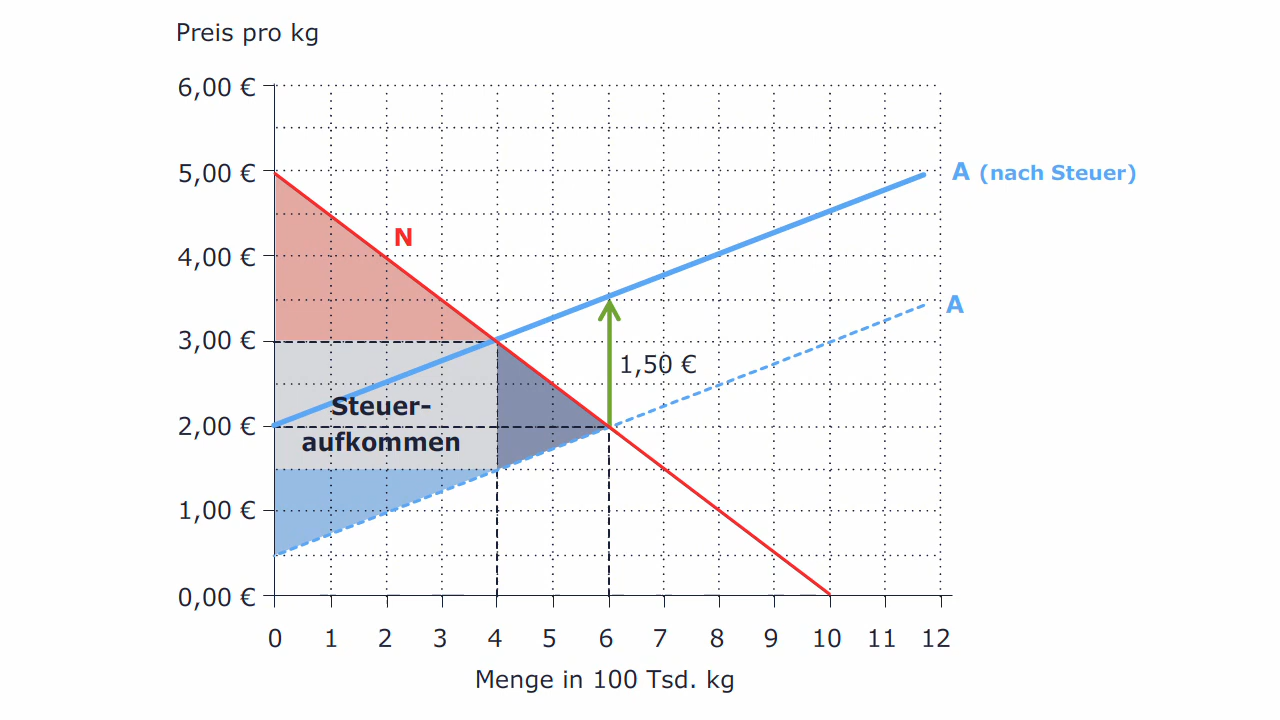 Preis pro kg
6,00 €
5,00 €
A (nach Steuer)
N
4,00 €
A
3,00 €
1,50 €
Steuer-
aufkommen
2,00 €
1,00 €
0,00 €
0 1 2 3 4 5 6 7 8 9 10 11 12
Menge in 100 Tsd. kg